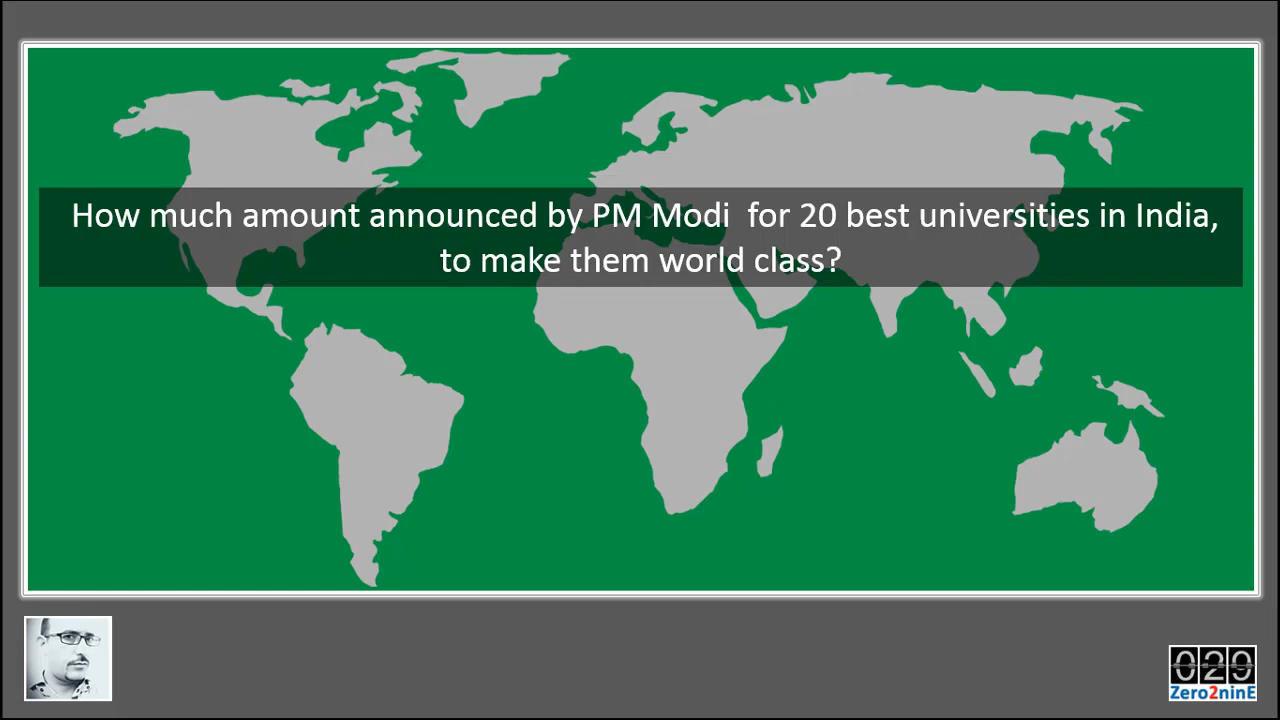 How much amount announced by PM Modi  for 20 best universities in India,
to make them world class?
029
Zero2ninE